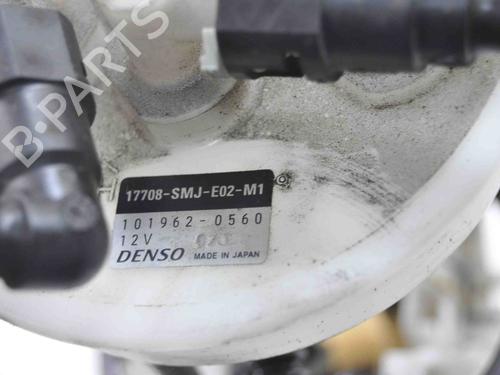 B-PARTS
17708-SMJ-E02-M1
101962-0560
12V
DENSO MADE IN JAPAN